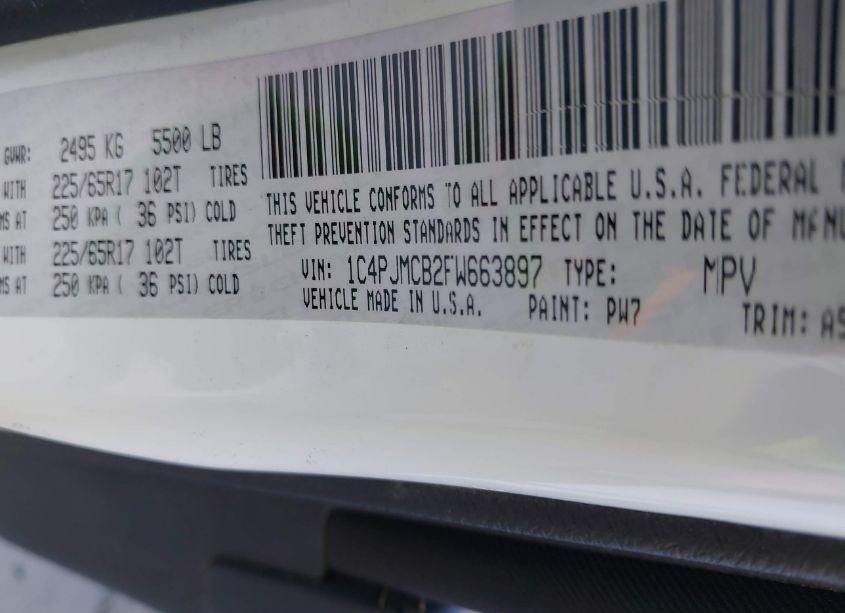 GVWR: 2495 KG 5500 LB
WITH 225/65R17 102T TIRES
MS AT 250 KPA ( 36 PSI) COLD
WITH 225/65R17 102T TIRES
MS AT 250 KPA ( 36 PSI) COLD
THIS VEHICLE CONFORMS TO ALL APPLICABLE U.S.A. FEDERAL
THEFT PREVENTION STANDARDS IN EFFECT ON THE DATE OF MANU
VIN: 1C4PJMCB2FW663897 TYPE: MPV
VEHICLE MADE IN U.S.A. PAINT: PW7 TRIM: A5